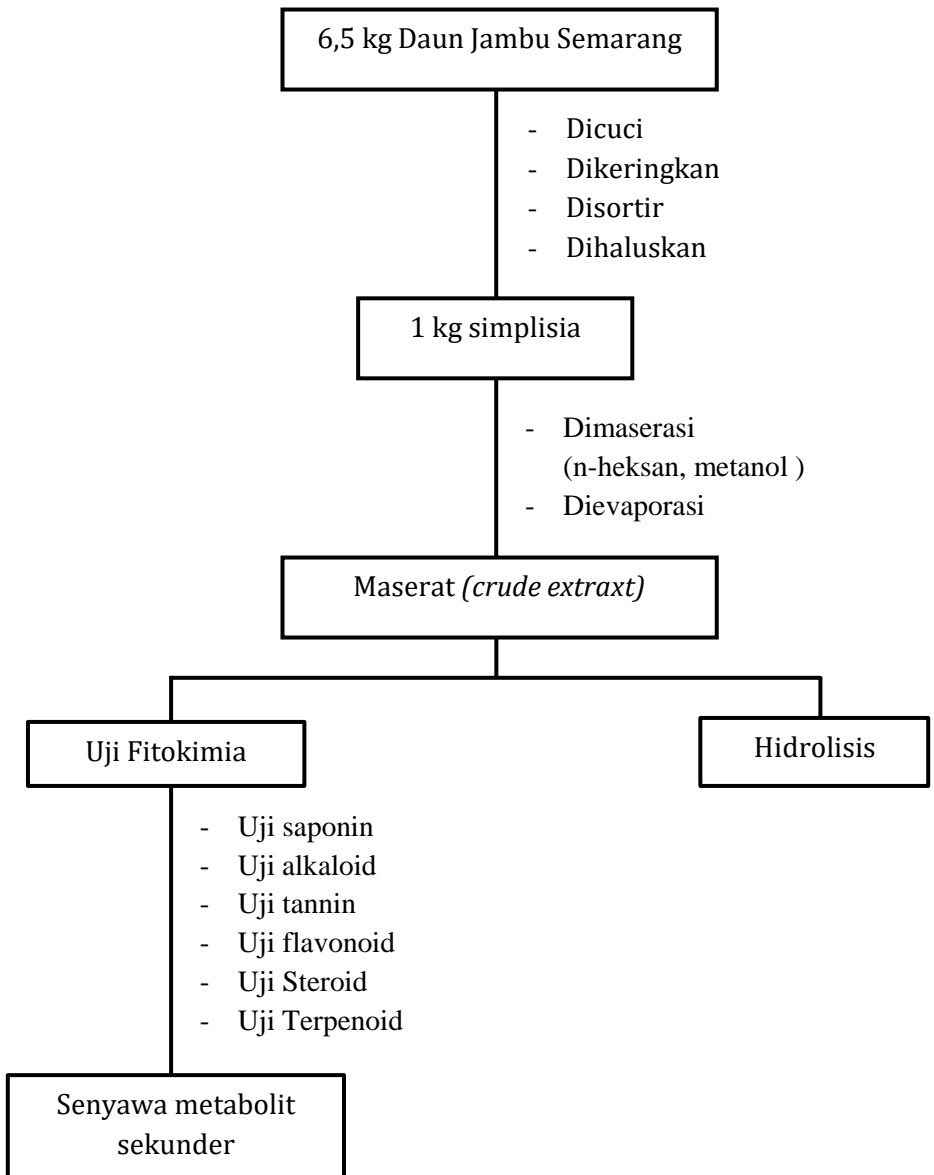 6,5 kg Daun Jambu Semarang
- Dicuci
- Dikeringkan
- Disortir
- Dihaluskan
1 kg simplisia
- Dimaserasi
(n-heksan, metanol )
- Dievaporasi
Maserat (crude extraxt)
Uji Fitokimia
Hidrolisis
- Uji saponin
- Uji alkaloid
- Uji tannin
- Uji flavonoid
- Uji Steroid
- Uji Terpenoid
Senyawa metabolit
sekunder